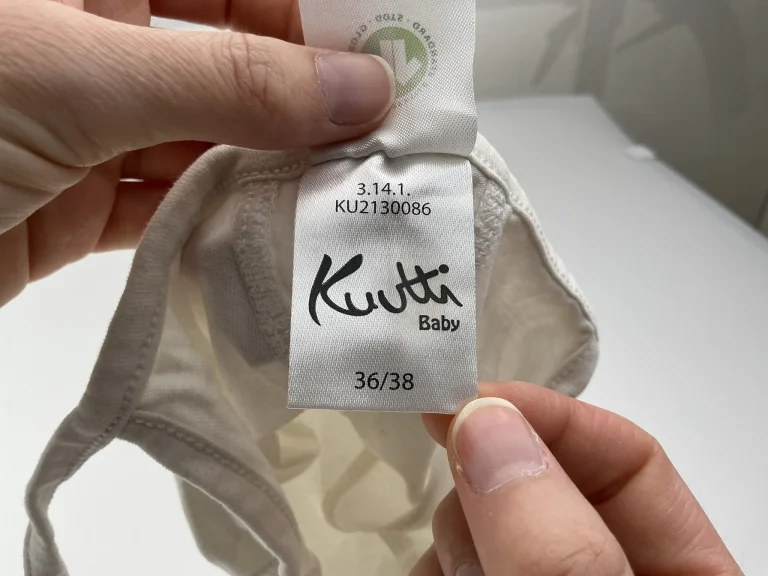 3.14.1.
KU2130086
Kuutti
Baby
36/38